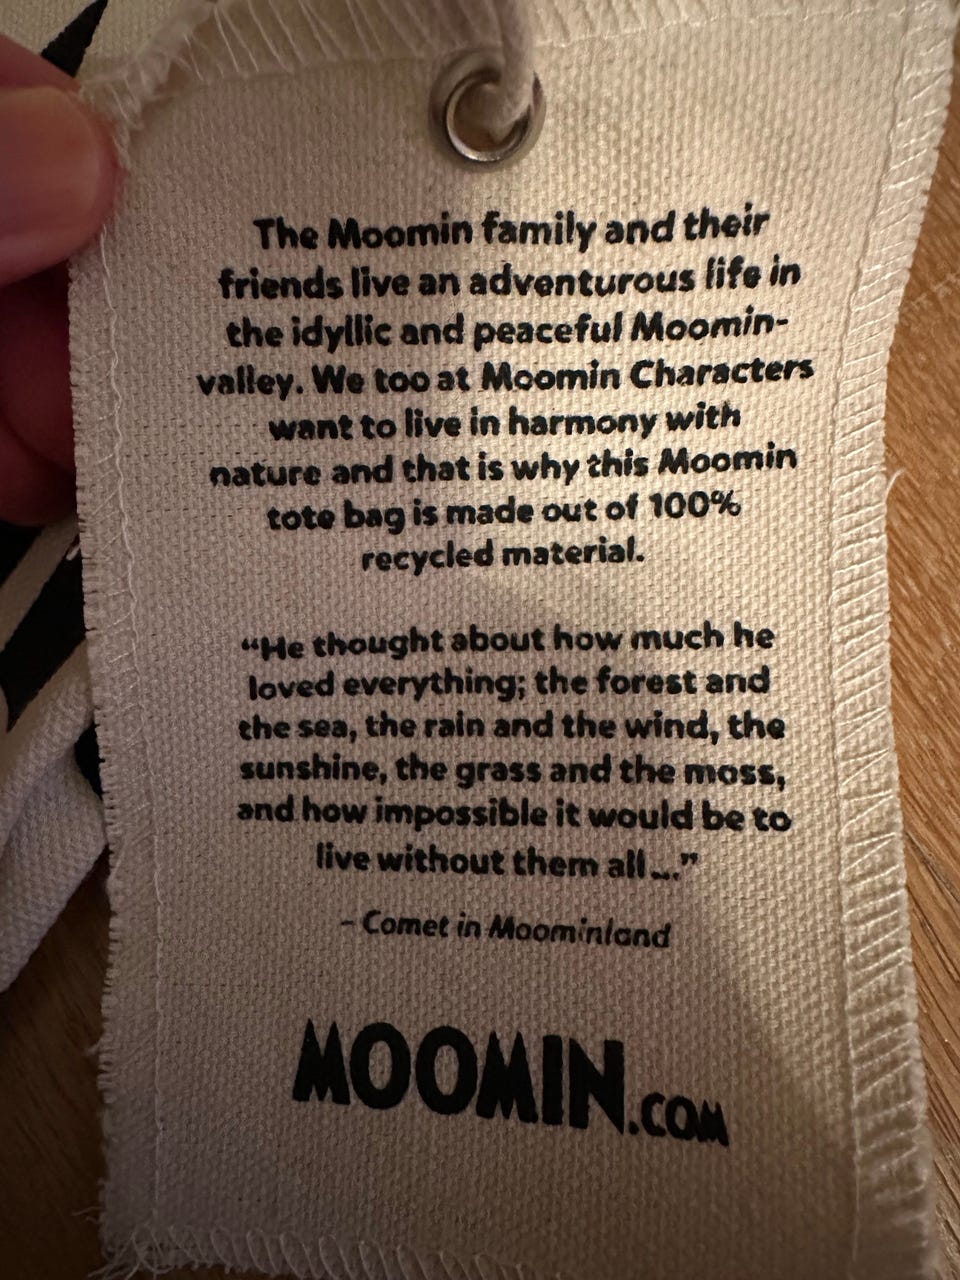 The Moomin family and their
friends live an adventurous life in
the idyllic and peaceful Moomin-
valley. We too at Moomin Characters
want to live in harmony with
nature and that is why this Moomin
tote bag is made out of 100%
recycled material.
“He thought about how much he
loved everything; the forest and
the sea, the rain and the wind, the
sunshine, the grass and the moss,
and how impossible it would be to
live without them all...”
– Comet in Moominland
MOOMIN.COM